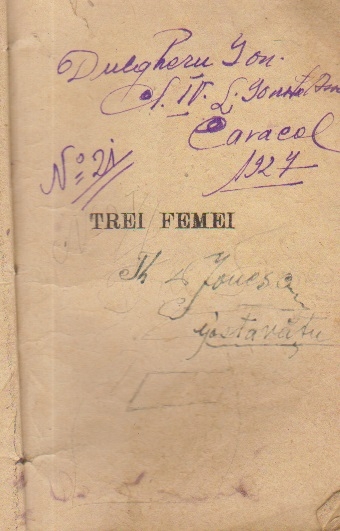 Dulgheru Ion.
Cl. IV. L.
Caracal
1927
No 21
TREI FEMEI
Th D Ionescu